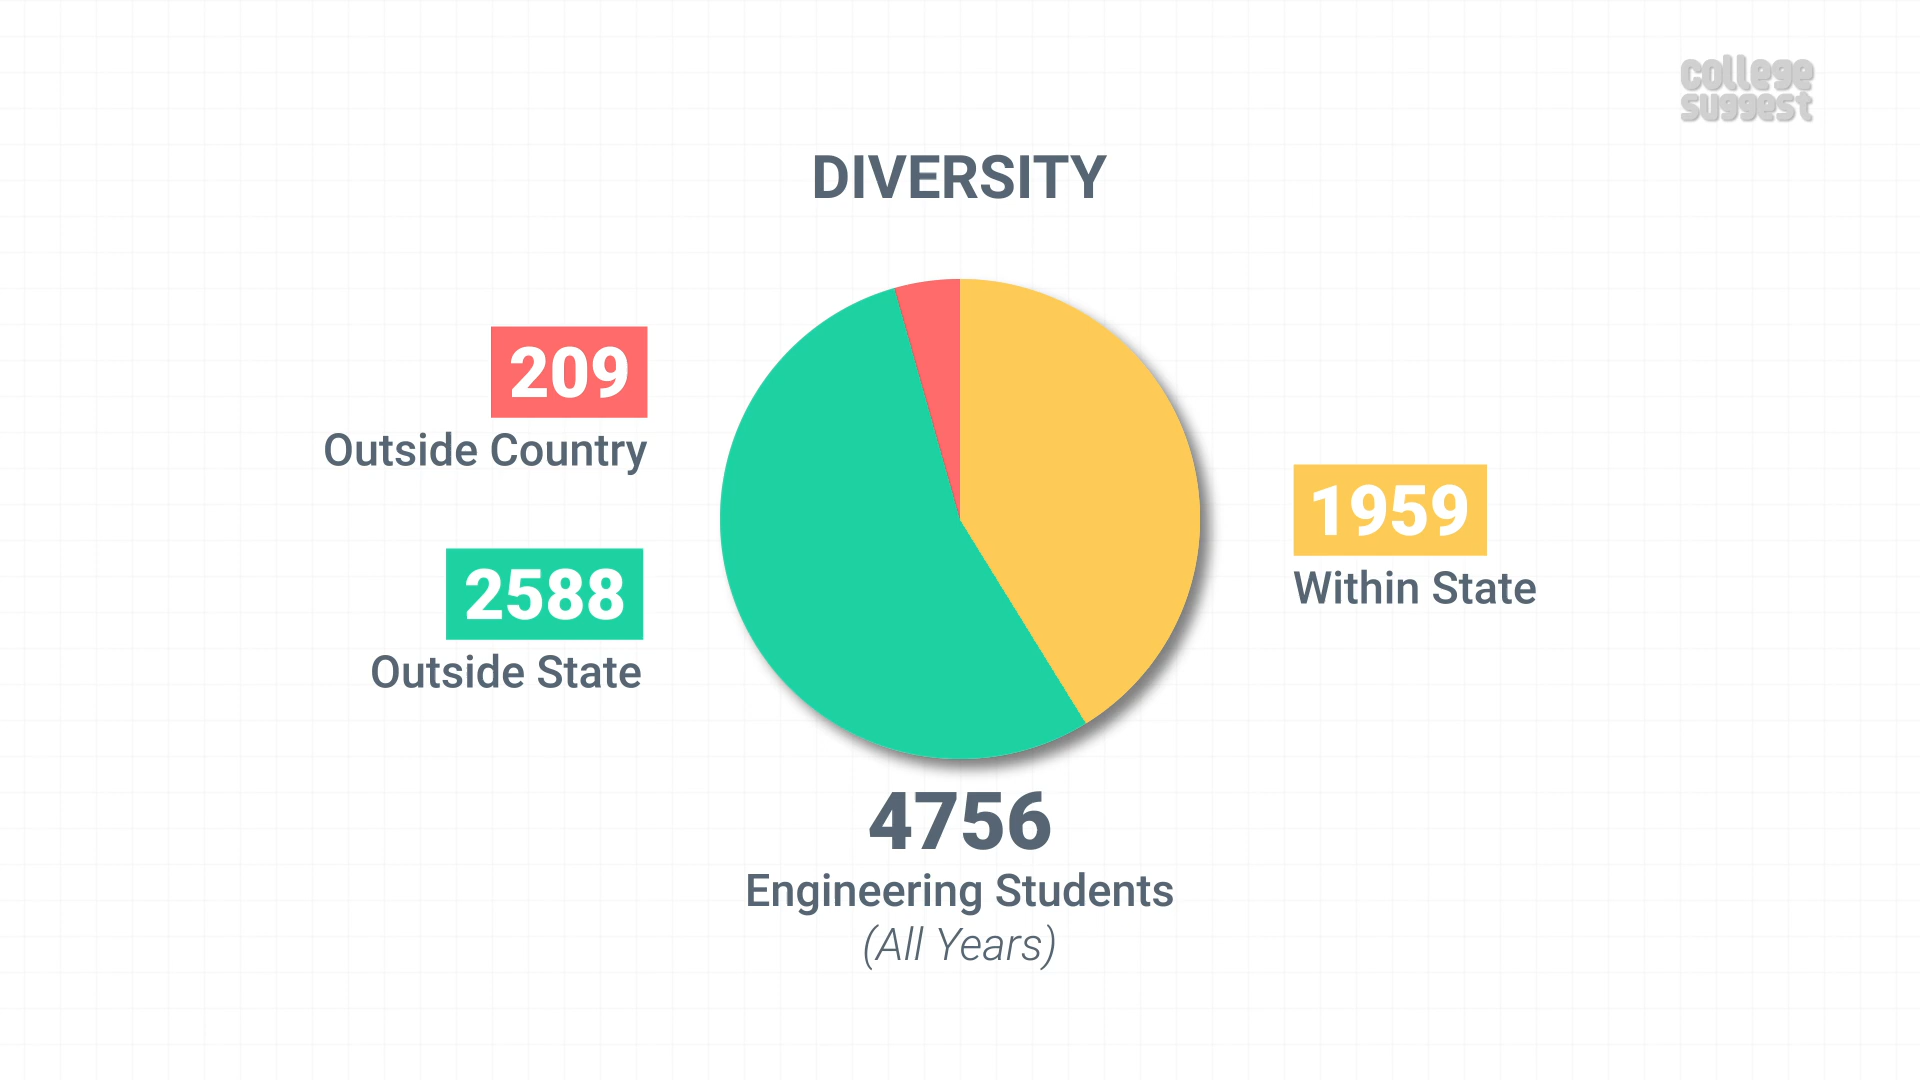 college
suggest
DIVERSITY
209
Outside Country
2588
Outside State
1959
Within State
4756
Engineering Students
(All Years)